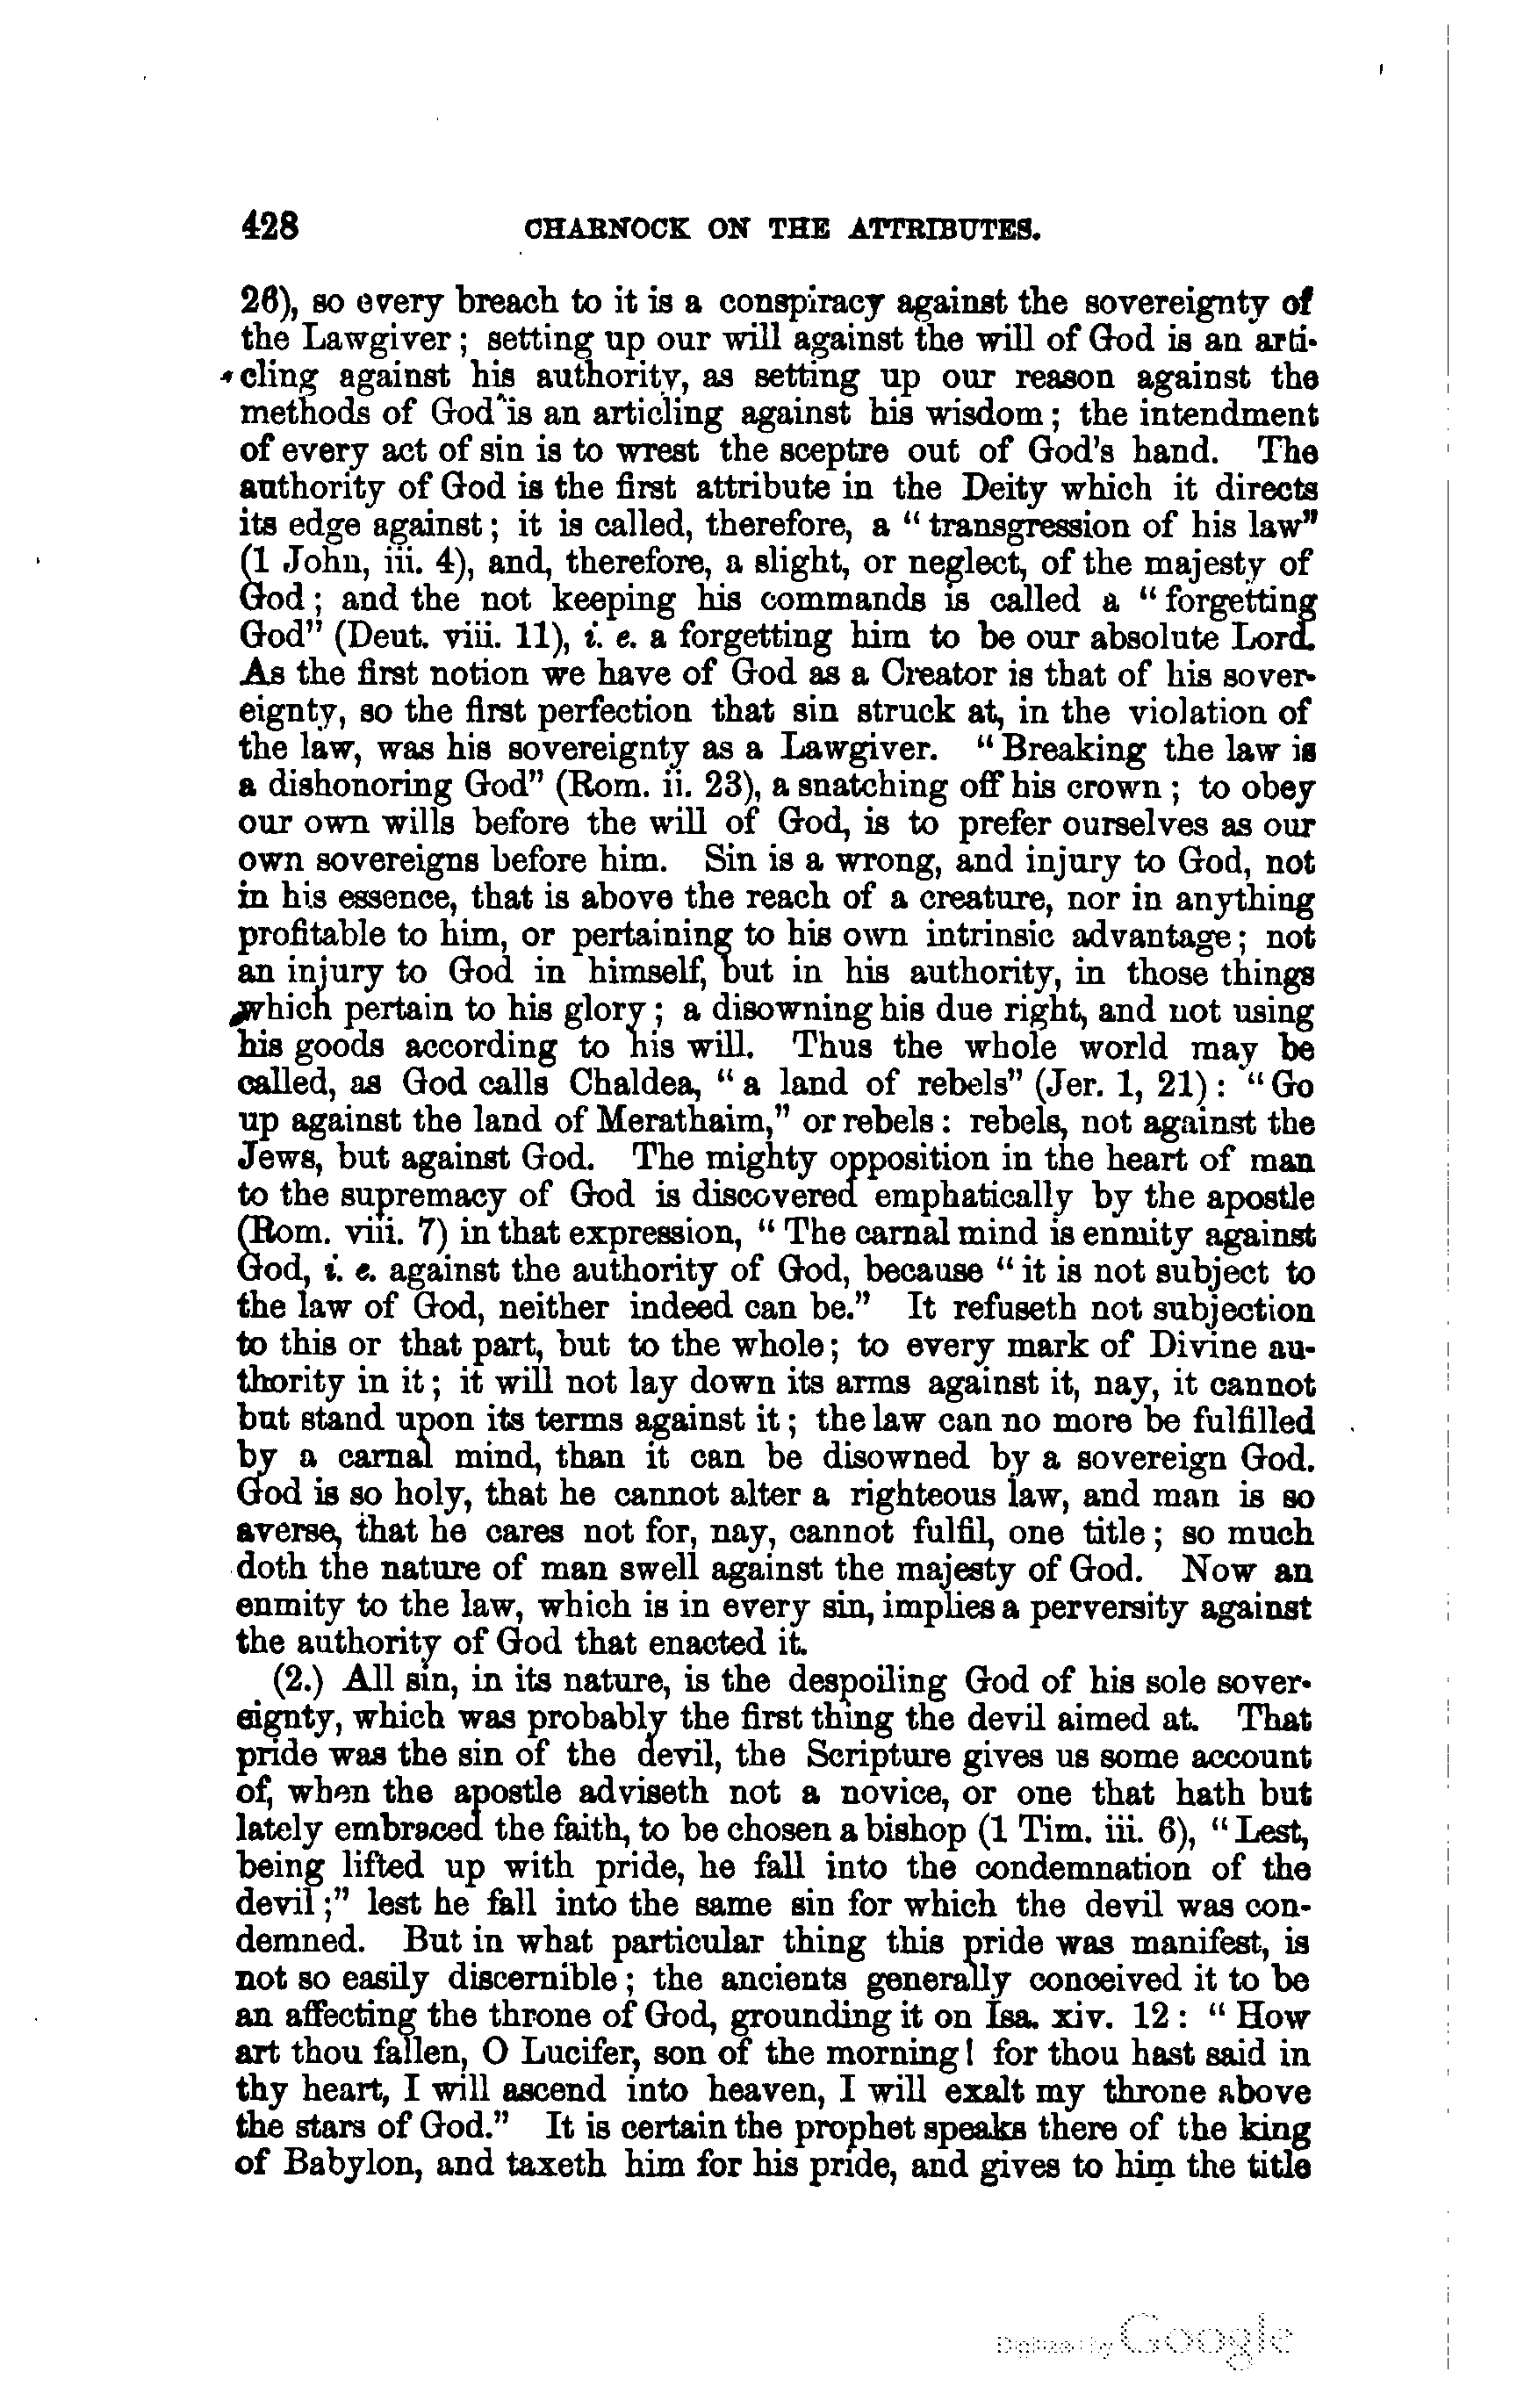 428 CHARNOCK ON THE ATTRIBUTES.
26), so every breach to it is a conspiracy against the sovereignty of
the Lawgiver; setting up our will against the will of God is an arti-
cling against his authority, as setting up our reason against the
methods of God is an articling against his wisdom; the intendment
of every act of sin is to wrest the sceptre out of God's hand. The
authority of God is the first attribute in the Deity which it directs
its edge against; it is called, therefore, a "transgression of his law"
(1 John, iii. 4), and, therefore, a slight, or neglect, of the majesty of
God; and the not keeping his commands is called a "forgetting
God" (Deut. viii. 11), i. e. a forgetting him to be our absolute Lord.
As the first notion we have of God as a Creator is that of his sover-
eignty, so the first perfection that sin struck at, in the violation of
the law, was his sovereignty as a Lawgiver. "Breaking the law is
a dishonoring God" (Rom. ii. 23), a snatching off his crown; to obey
our own wills before the will of God, is to prefer ourselves as our
own sovereigns before him. Sin is a wrong, and injury to God, not
in his essence, that is above the reach of a creature, nor in anything
profitable to him, or pertaining to his own intrinsic advantage; not
an injury to God in himself, but in his authority, in those things
which pertain to his glory; a disowning his due right, and not using
his goods according to his will. Thus the whole world may be
called, as God calls Chaldea, "a land of rebels" (Jer. 1, 21): "Go
up against the land of Merathaim," or rebels: rebels, not against the
Jews, but against God. The mighty opposition in the heart of man
to the supremacy of God is discovered emphatically by the apostle
(Rom. viii. 7) in that expression, "The carnal mind is enmity against
God, i. e. against the authority of God, because "it is not subject to
the law of God, neither indeed can be." It refuseth not subjection
to this or that part, but to the whole; to every mark of Divine au-
thority in it; it will not lay down its arms against it, nay, it cannot
but stand upon its terms against it; the law can no more be fulfilled
by a carnal mind, than it can be disowned by a sovereign God.
God is so holy, that he cannot alter a righteous law, and man is so
averse, that he cares not for, nay, cannot fulfil, one title; so much
doth the nature of man swell against the majesty of God. Now an
enmity to the law, which is in every sin, implies a perversity against
the authority of God that enacted it.
(2.) All sin, in its nature, is the despoiling God of his sole sover-
eignty, which was probably the first thing the devil aimed at. That
pride was the sin of the devil, the Scripture gives us some account
of, when the apostle adviseth not a novice, or one that hath but
lately embraced the faith, to be chosen a bishop (1 Tim. iii. 6), "Lest,
being lifted up with pride, he fall into the condemnation of the
devil;" lest he fall into the same sin for which the devil was con-
demned. But in what particular thing this pride was manifest, is
not so easily discernible; the ancients generally conceived it to be
an affecting the throne of God, grounding it on Isa. xiv. 12: "How
art thou fallen, O Lucifer, son of the morning! for thou hast said in
thy heart, I will ascend into heaven, I will exalt my throne above
the stars of God." It is certain the prophet speaks there of the king
of Babylon, and taxeth him for his pride, and gives to him the title
Digitized by Google